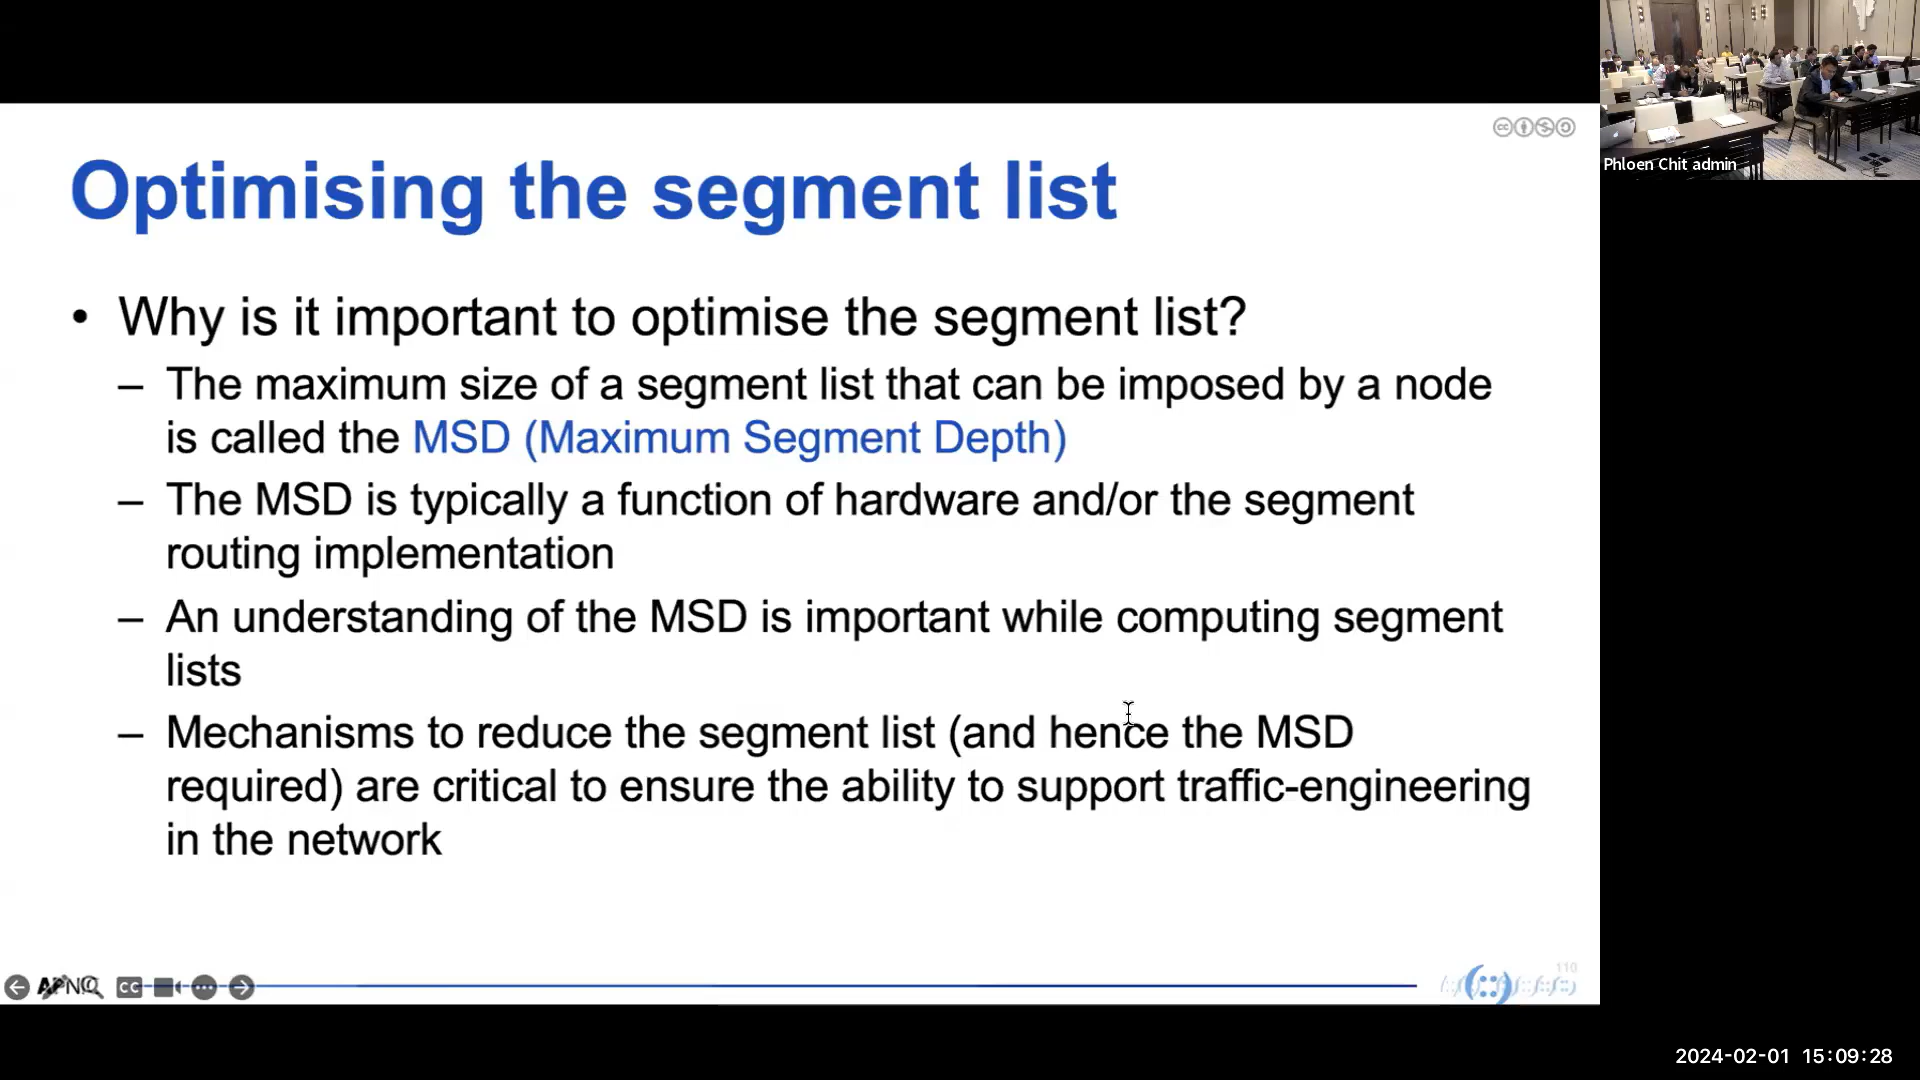 Phloen Chit admin
Optimising the segment list
• Why is it important to optimise the segment list?
– The maximum size of a segment list that can be imposed by a node
is called the MSD (Maximum Segment Depth)
– The MSD is typically a function of hardware and/or the segment
routing implementation
– An understanding of the MSD is important while computing segment
lists
– Mechanisms to reduce the segment list (and hence the MSD
required) are critical to ensure the ability to support traffic-engineering
in the network
APNIC
CC
110
2024-02-01 15:09:28